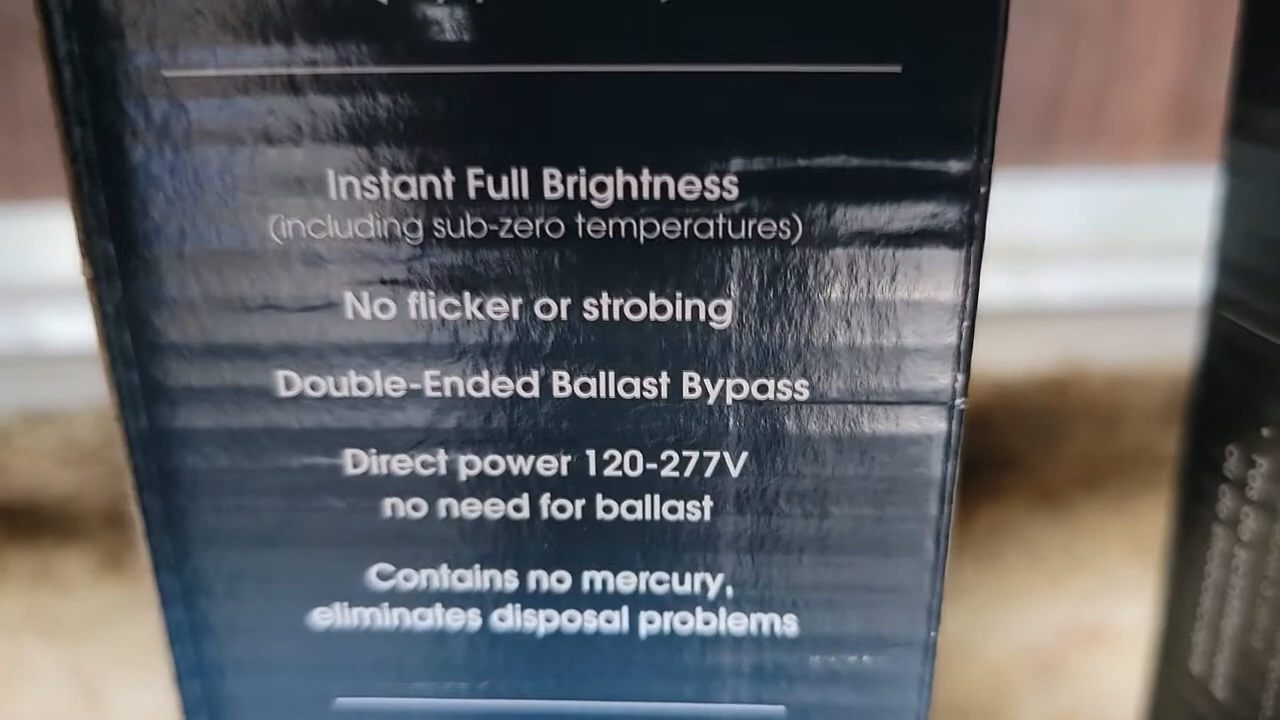 Instant Full Brightness
(including sub-zero temperatures)
No flicker or strobing
Double-Ended Ballast Bypass
Direct power 120-277V
no need for ballast
Contains no mercury,
eliminates disposal problems